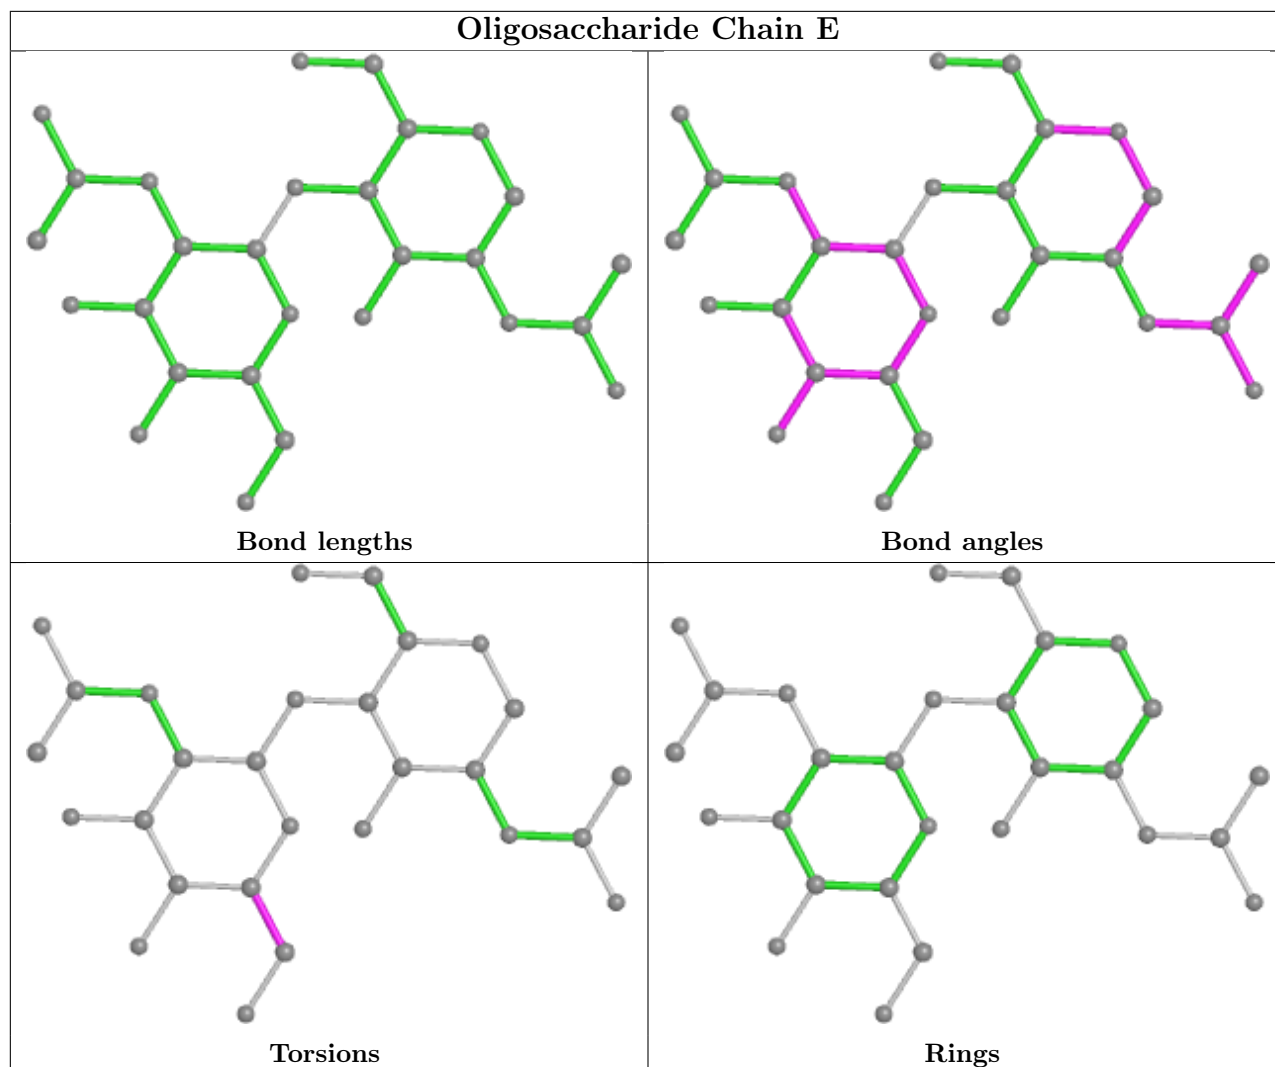 Oligosaccharide Chain E
Bond lengths
Bond angles
Torsions
Rings